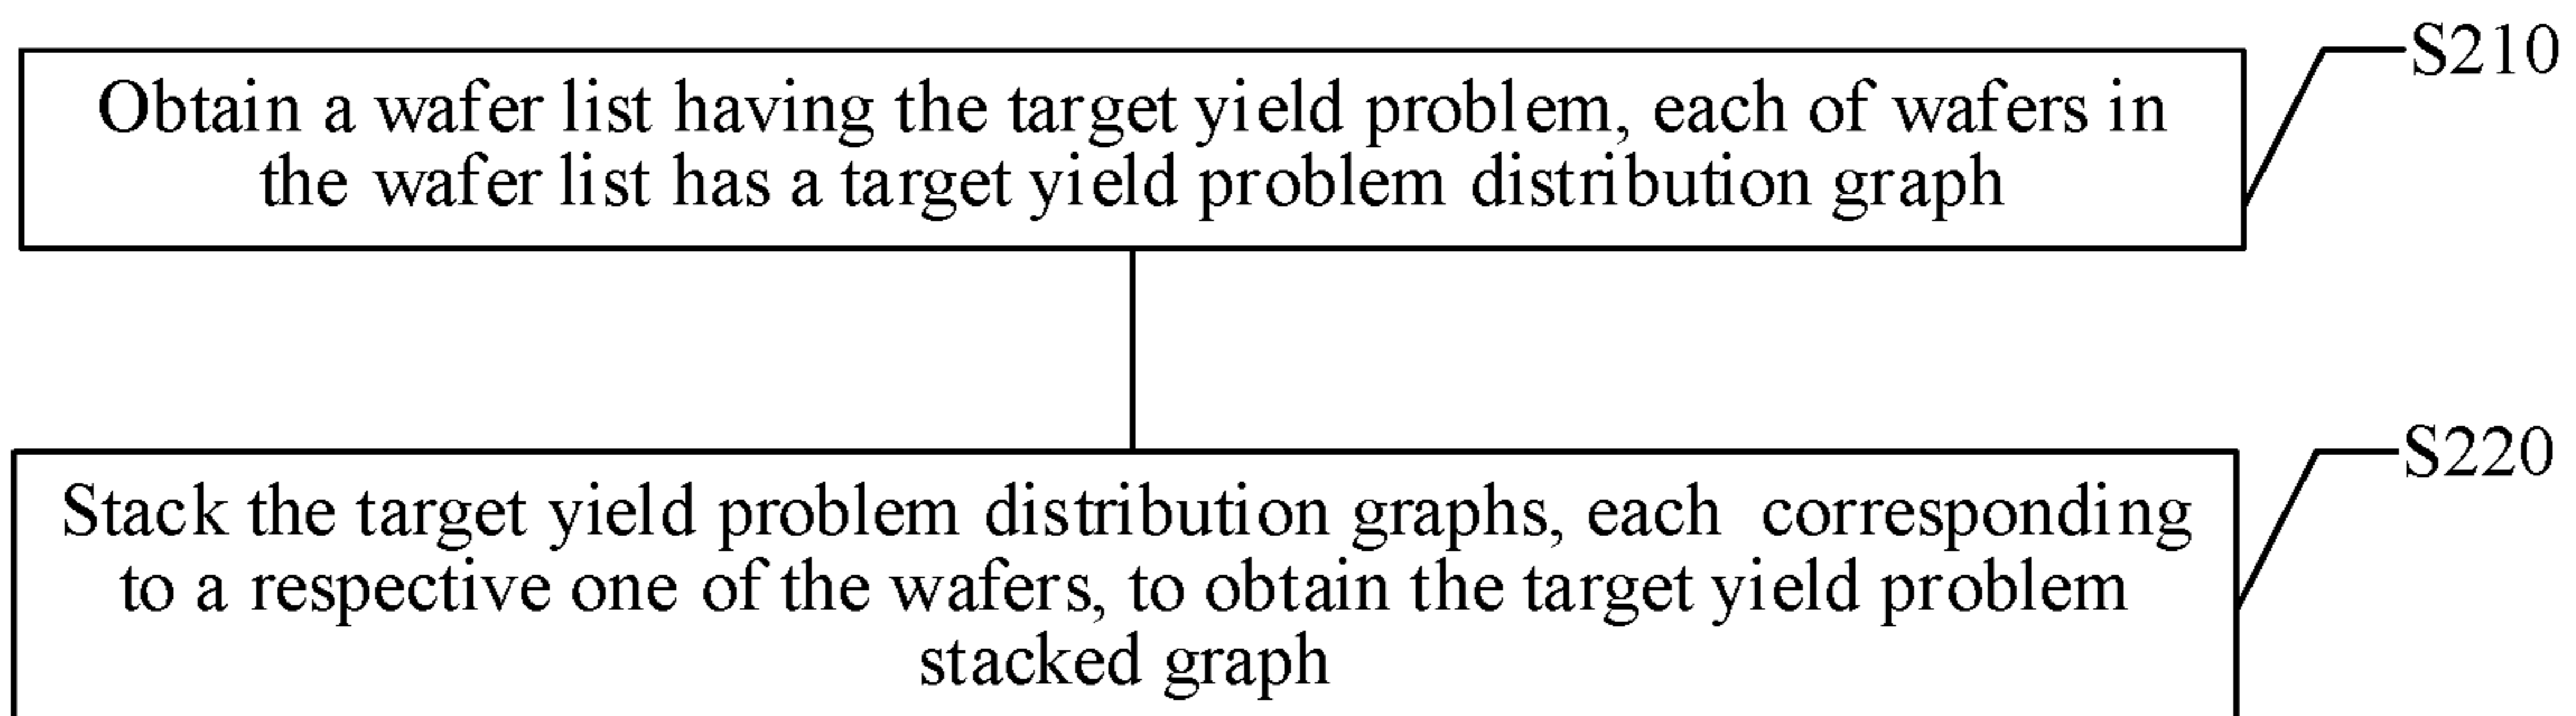 S210
Obtain a wafer list having the target yield problem, each of wafers in
the wafer list has a target yield problem distribution graph
S220
Stack the target yield problem distribution graphs, each corresponding
to a respective one of the wafers, to obtain the target yield problem
stacked graph